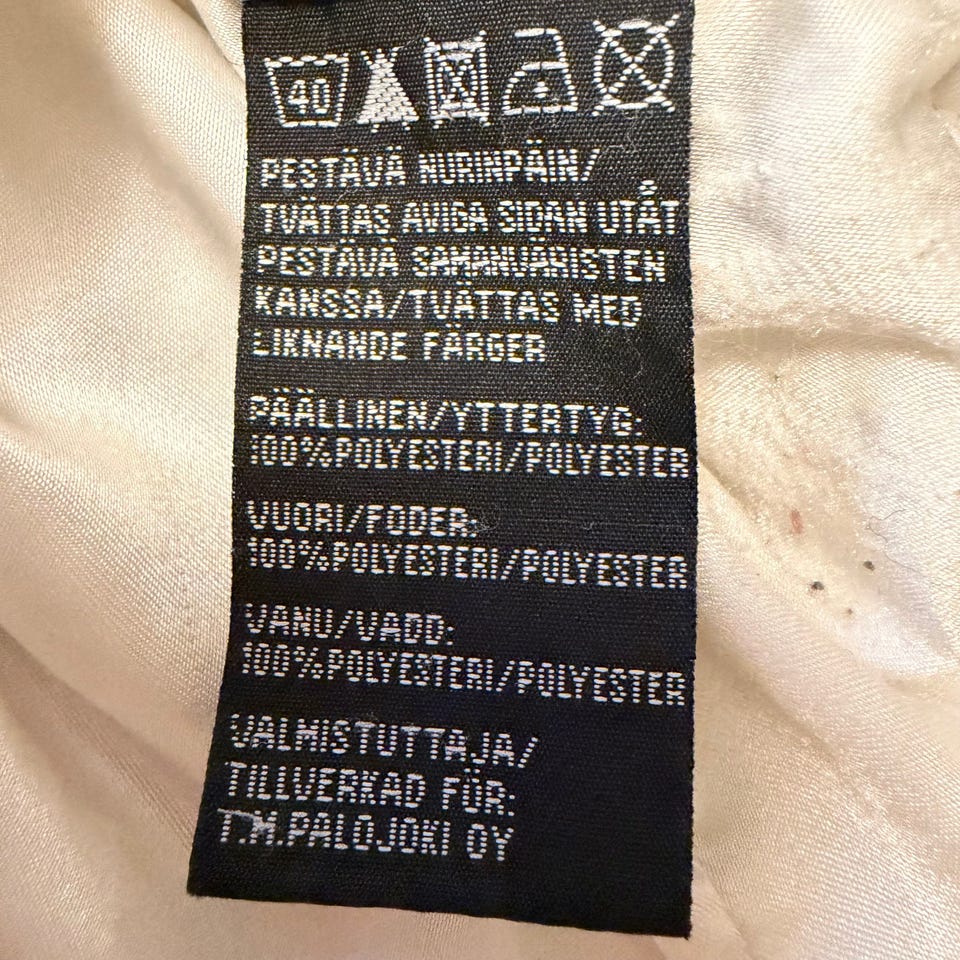 40
PESTÄVÄ NURINPÄIN/
TVÄTTAS AVIGA SIDAN UTÅT
PESTÄVÄ SAMANVÄRISTEN
KANSSA/TVÄTTAS MED
LIKNANDE FÄRGER
PÄÄLLINEN/YTTERTYG:
100%POLYESTERI/POLYESTER
VUORI/FODER:
100%POLYESTERI/POLYESTER
VANU/VADD:
100%POLYESTERI/POLYESTER
VALMISTUTTAJA/
TILLVERKAD FÖR:
T.M.PALOJOKI OY